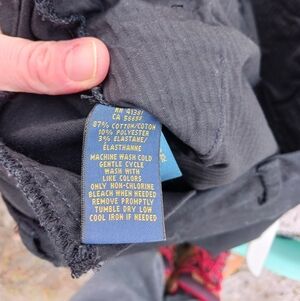 RN 41381
CA 56688
87% COTTON/COTON
10% POLYESTER
3% ELASTANE/
ÉLASTHANNE
MACHINE WASH COLD
GENTLE CYCLE
WASH WITH
LIKE COLORS
ONLY NON-CHLORINE
BLEACH WHEN NEEDED
REMOVE PROMPTLY
TUMBLE DRY LOW
COOL IRON IF NEEDED